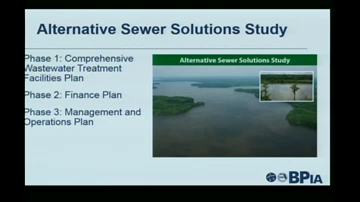 Alternative Sewer Solutions Study
Phase 1: Comprehensive
Wastewater Treatment
Facilities Plan
Phase 2: Finance Plan
Phase 3: Management and
Operations Plan
Alternative Sewer Solutions Study
BPIA